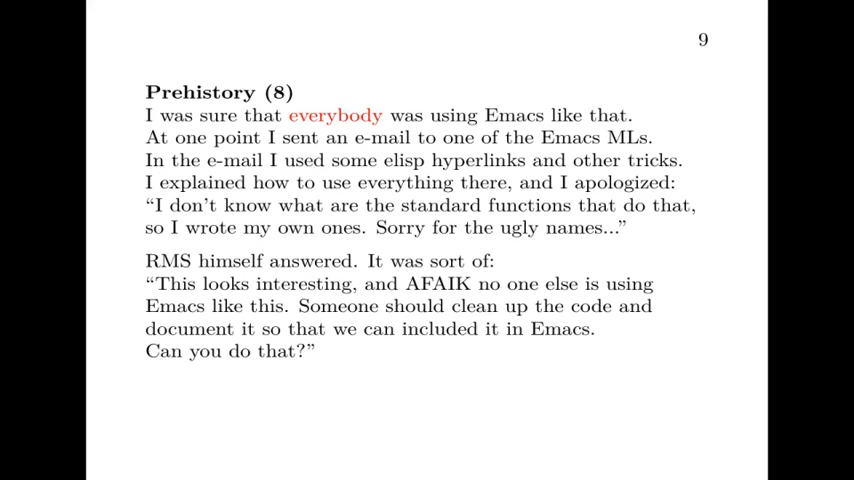 9
Prehistory (8)
I was sure that everybody was using Emacs like that.
At one point I sent an e-mail to one of the Emacs MLs.
In the e-mail I used some elisp hyperlinks and other tricks.
I explained how to use everything there, and I apologized:
“I don't know what are the standard functions that do that,
so I wrote my own ones. Sorry for the ugly names...”
RMS himself answered. It was sort of:
“This looks interesting, and AFAIK no one else is using
Emacs like this. Someone should clean up the code and
document it so that we can included it in Emacs.
Can you do that?”